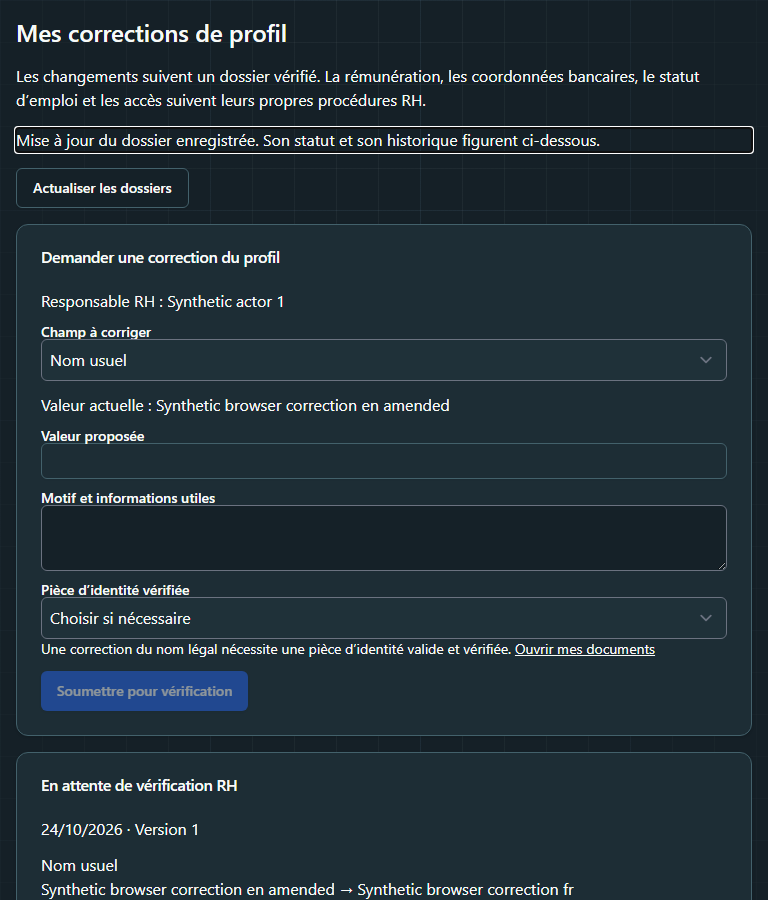 Mes corrections de profil
Les changements suivent un dossier vérifié. La rémunération, les coordonnées bancaires, le statut
d’emploi et les accès suivent leurs propres procédures RH.
Mise à jour du dossier enregistrée. Son statut et son historique figurent ci-dessous.
Actualiser les dossiers
Demander une correction du profil
Responsable RH : Synthetic actor 1
Champ à corriger
Nom usuel
Valeur actuelle : Synthetic browser correction en amended
Valeur proposée
Motif et informations utiles
Pièce d’identité vérifiée
Choisir si nécessaire
Une correction du nom légal nécessite une pièce d’identité valide et vérifiée. Ouvrir mes documents
Soumettre pour vérification
En attente de vérification RH
24/10/2026 · Version 1
Nom usuel
Synthetic browser correction en amended → Synthetic browser correction fr